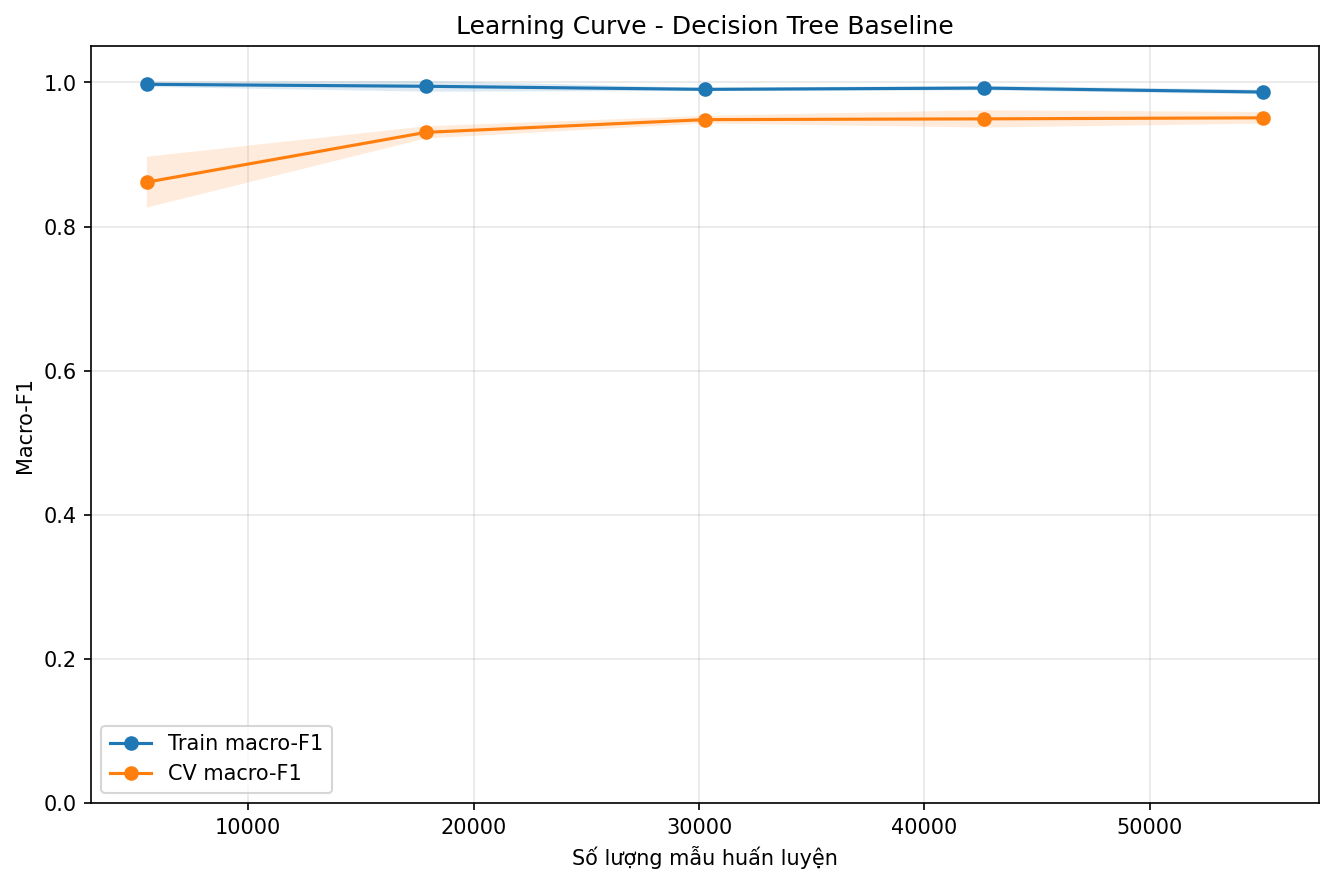 Learning Curve - Decision Tree Baseline
Macro-F1
1.0
0.8
0.6
0.4
0.2
0.0
Train macro-F1
CV macro-F1
10000
20000
30000
40000
50000
Số lượng mẫu huấn luyện